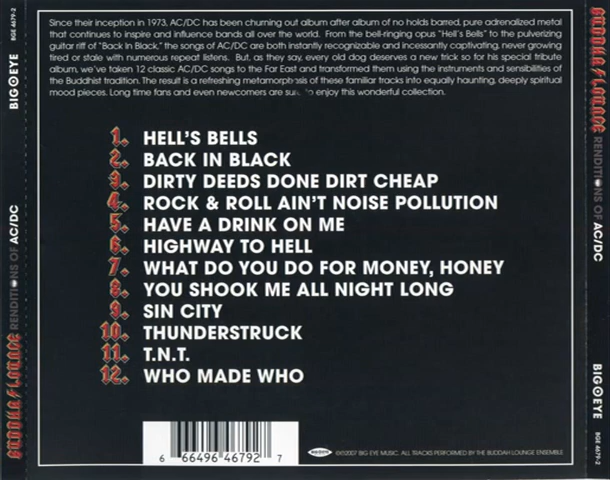 Since their inception in 1973, AC/DC has been churning out album after album of no holds barred, pure adrenalized metal
that continues to inspire and influence bands all over the world. From the bell-ringing opus "Hell's Bells" to the pulverizing
guitar riff of "Back In Black," the songs of AC/DC are both instantly recognizable and incessantly captivating, never growing
tired or stale with numerous repeat listens. But, as they say, every old dog deserves a new trick so for his special tribute
album, we've taken 12 classic AC/DC songs to the Far East and transformed them using the instruments and sensibilities of
the Buddhist tradition. The result is a refreshing metamorphosis of these familiar tracks into equally haunting, deeply spiritual
mood pieces. Long time fans and even newcomers are sure to enjoy this wonderful collection.
1. HELL'S BELLS
2. BACK IN BLACK
3. DIRTY DEEDS DONE DIRT CHEAP
4. ROCK & ROLL AIN'T NOISE POLLUTION
5. HAVE A DRINK ON ME
6. HIGHWAY TO HELL
7. WHAT DO YOU DO FOR MONEY, HONEY
8. YOU SHOOK ME ALL NIGHT LONG
9. SIN CITY
10. THUNDERSTRUCK
11. T.N.T.
12. WHO MADE WHO
6 66496 46792 7
©℗2007 BIG EYE MUSIC. ALL TRACKS PERFORMED BY THE BUDDAH LOUNGE ENSEMBLE
BUDDHA LOUNGE RENDITIONS OF AC/DC
BIG EYE
BGE 4679-2
BUDDHA LOUNGE RENDITIONS OF AC/DC
BIG EYE
BGE 4679-2